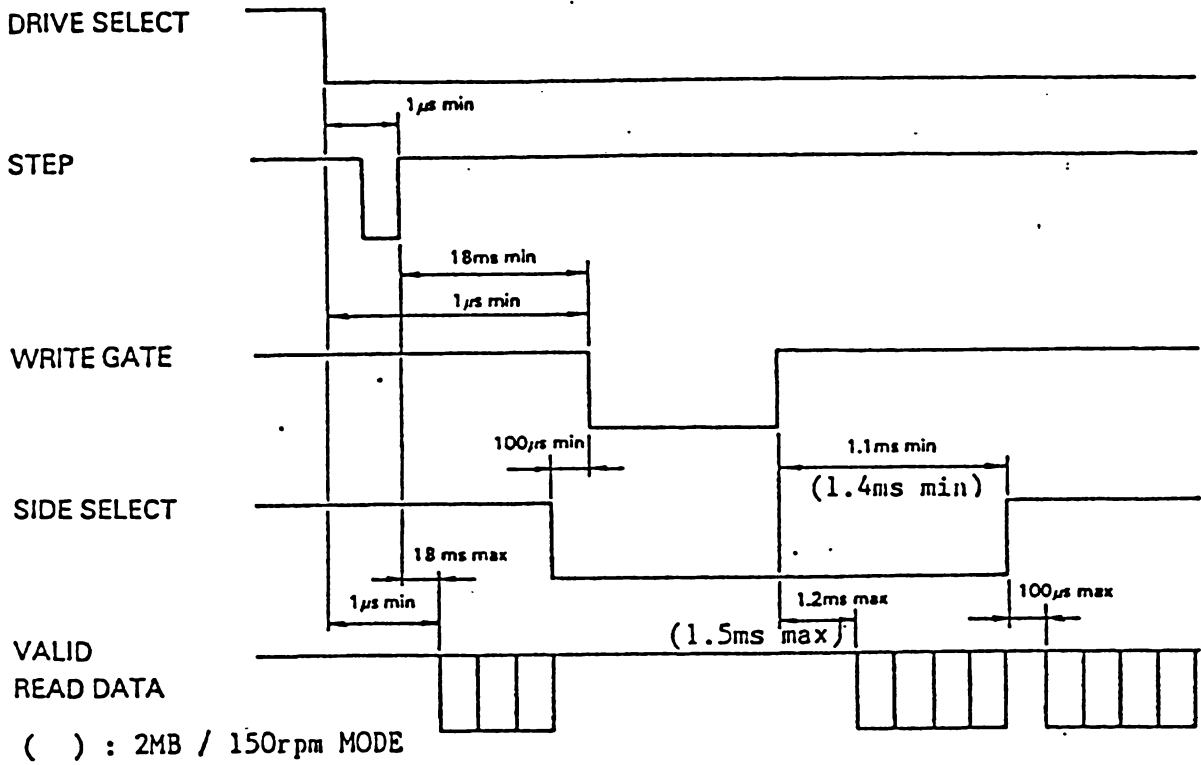 DRIVE SELECT
1μs min
STEP
18ms min
1μs min
WRITE GATE
100μs min
1.1ms min
(1.4ms min)
SIDE SELECT
18 ms max
1μs min
1.2ms max
(1.5ms max)
100μs max
VALID
READ DATA
( ) : 2MB / 150rpm MODE